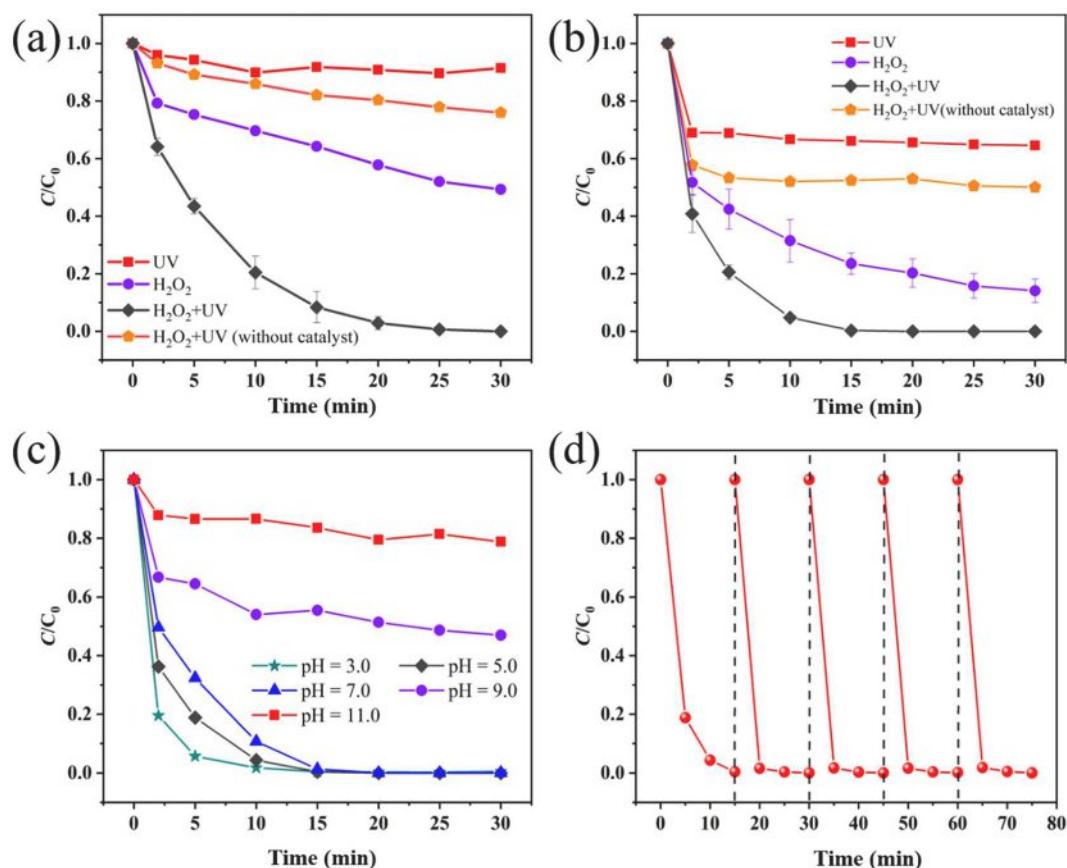 (a)
1.0
0.8
0.6
0.4
0.2
0.0
C/C₀
UV
H₂O₂
H₂O₂+UV
H₂O₂+UV (without catalyst)
0 5 10 15 20 25 30
Time (min)
(b)
1.0
0.8
0.6
0.4
0.2
0.0
C/C₀
UV
H₂O₂
H₂O₂+UV
H₂O₂+UV(without catalyst)
0 5 10 15 20 25 30
Time (min)
(c)
1.0
0.8
0.6
0.4
0.2
0.0
C/C₀
pH = 3.0 pH = 5.0
pH = 7.0 pH = 9.0
pH = 11.0
0 5 10 15 20 25 30
Time (min)
(d)
1.0
0.8
0.6
0.4
0.2
0.0
C/C₀
0 10 20 30 40 50 60 70 80
Time (min)